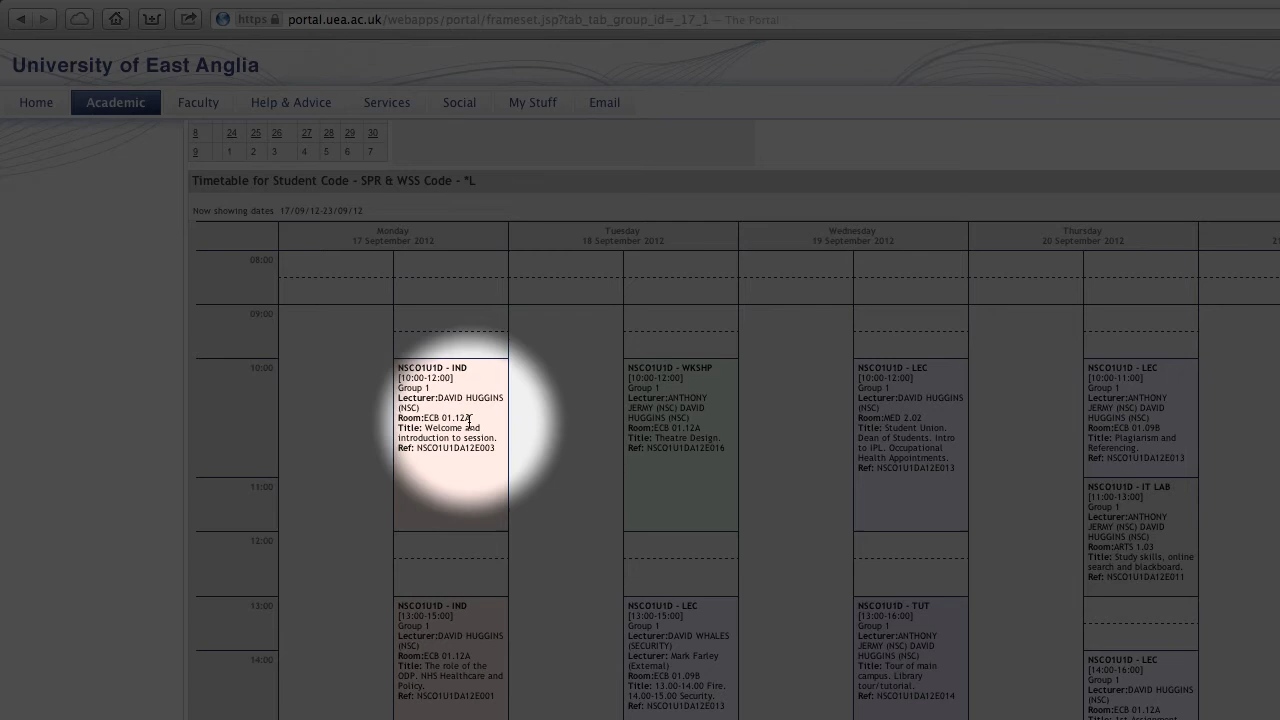 https portal.uea.ac.uk/webapps/portal/frameset.jsp?tab_tab_group_id=_17_1 — The Portal
University of East Anglia
Home Academic Faculty Help & Advice Services Social My Stuff Email
8 24 25 26 27 28 29 30
9 1 2 3 4 5 6 7
Timetable for Student Code - SPR & WSS Code - *L
Now showing dates 17/09/12-23/09/12
Monday
17 September 2012
Tuesday
18 September 2012
Wednesday
19 September 2012
Thursday
20 September 2012
08:00
09:00
10:00
NSCO1U1D - IND
[10:00-12:00]
Group 1
Lecturer:DAVID HUGGINS
(NSC)
Room:ECB 01.12A
Title: Welcome and
introduction to session.
Ref: NSCO1U1DA12E003
NSCO1U1D - WKSHP
[10:00-12:00]
Group 1
Lecturer:ANTHONY
JERMY (NSC) DAVID
HUGGINS (NSC)
Room:ECB 01.12A
Title: Theatre Design.
Ref: NSCO1U1DA12E016
NSCO1U1D - LEC
[10:00-12:00]
Group 1
Lecturer:DAVID HUGGINS
(NSC)
Room:MED 2.02
Title: Student Union.
Dean of Students. Intro
to IPL. Occupational
Health Appointments.
Ref: NSCO1U1DA12E013
NSCO1U1D - LEC
[10:00-11:00]
Group 1
Lecturer:ANTHONY
JERMY (NSC) DAVID
HUGGINS (NSC)
Room:ECB 01.09B
Title: Plagiarism and
Referencing.
Ref: NSCO1U1DA12E013
11:00
NSCO1U1D - IT LAB
[11:00-13:00]
Group 1
Lecturer:ANTHONY
JERMY (NSC) DAVID
HUGGINS (NSC)
Room:ARTS 1.03
Title: Study skills, online
search and blackboard.
Ref: NSCO1U1DA12E011
12:00
13:00
NSCO1U1D - IND
[13:00-15:00]
Group 1
Lecturer:DAVID HUGGINS
(NSC)
Room:ECB 01.12A
Title: The role of the
ODP. NHS Healthcare and
Policy.
Ref: NSCO1U1DA12E001
NSCO1U1D - LEC
[13:00-15:00]
Group 1
Lecturer:DAVID WHALES
(SECURITY)
Lecturer: Mark Farley
(External)
Room:ECB 01.09B
Title: 13.00-14.00 Fire.
14.00-15.00 Security.
Ref: NSCO1U1DA12E013
NSCO1U1D - TUT
[13:00-16:00]
Group 1
Lecturer:ANTHONY
JERMY (NSC) DAVID
HUGGINS (NSC)
Room:ECB 01.12A
Title: Tour of main
campus. Library
tour/tutorial.
Ref: NSCO1U1DA12E014
14:00
NSCO1U1D - LEC
[14:00-16:00]
Group 1
Lecturer:DAVID HUGGINS
(NSC)
Room:ECB 01.12A
Title: 1st Assignment